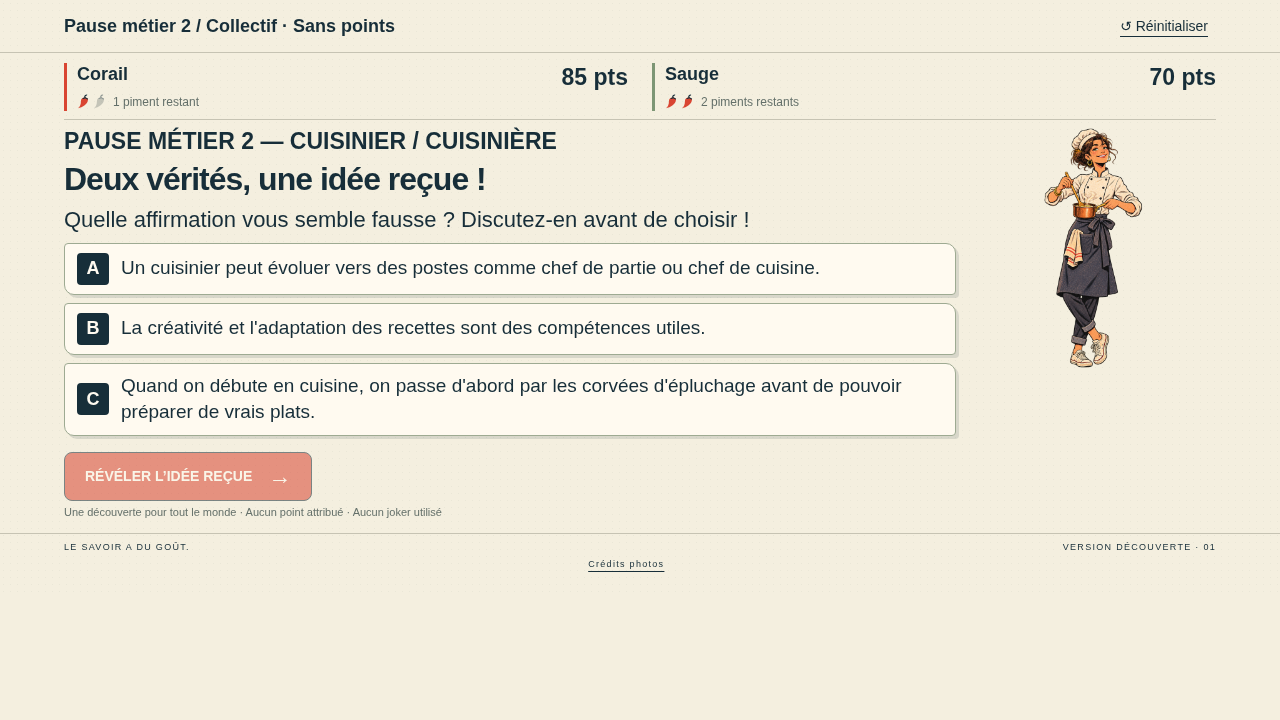 Pause métier 2 / Collectif · Sans points
↺ Réinitialiser
Corail
85 pts
1 piment restant
Sauge
70 pts
2 piments restants
PAUSE MÉTIER 2 — CUISINIER / CUISINIÈRE
Deux vérités, une idée reçue !
Quelle affirmation vous semble fausse ? Discutez-en avant de choisir !
A Un cuisinier peut évoluer vers des postes comme chef de partie ou chef de cuisine.
B La créativité et l'adaptation des recettes sont des compétences utiles.
C Quand on débute en cuisine, on passe d'abord par les corvées d'épluchage avant de pouvoir
préparer de vrais plats.
RÉVÉLER L'IDÉE REÇUE →
Une découverte pour tout le monde · Aucun point attribué · Aucun joker utilisé
LE SAVOIR A DU GOÛT.
VERSION DÉCOUVERTE · 01
Crédits photos